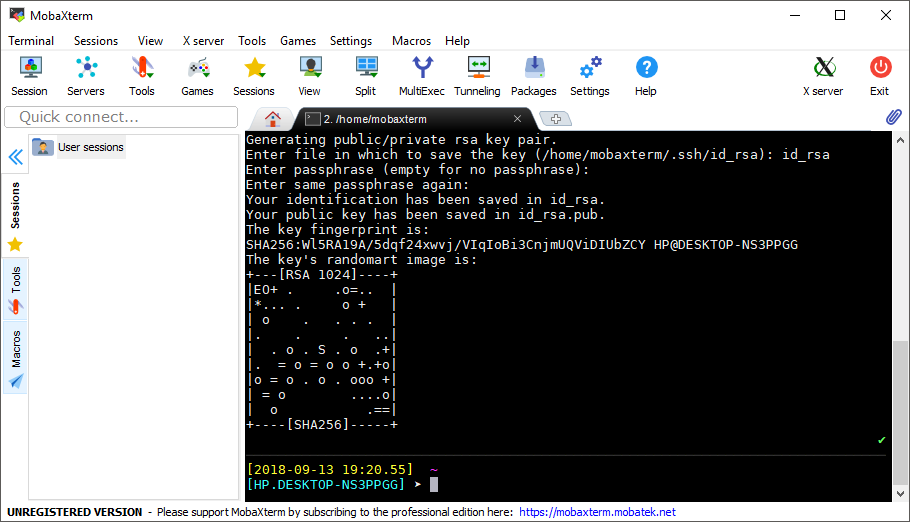 MobaXterm
Terminal Sessions View X server Tools Games Settings Macros Help
Session Servers Tools Games Sessions View Split MultiExec Tunneling Packages Settings Help X server Exit
Quick connect...
2. /home/mobaxterm
User sessions
Sessions
Tools
Macros
Generating public/private rsa key pair.
Enter file in which to save the key (/home/mobaxterm/.ssh/id_rsa): id_rsa
Enter passphrase (empty for no passphrase):
Enter same passphrase again:
Your identification has been saved in id_rsa.
Your public key has been saved in id_rsa.pub.
The key fingerprint is:
SHA256:Wl5RA19A/5dqf24xwvj/VIqIoBi3CnjmUQViDIUbZCY HP@DESKTOP-NS3PPGG
The key's randomart image is:
+---[RSA 1024]----+
|EO+ .     .o=..  |
|*... .     o +   |
| o    .   . . .  |
|.    .     .   ..|
|  . o . S . o  .+|
|.  = o = o o +.+o|
|o = o . o . ooo +|
| = o        ....o|
|  o           .==|
+----[SHA256]-----+
[2018-09-13 19:20.55]  ~
[HP.DESKTOP-NS3PPGG] ➤
UNREGISTERED VERSION - Please support MobaXterm by subscribing to the professional edition here: https://mobaxterm.mobatek.net